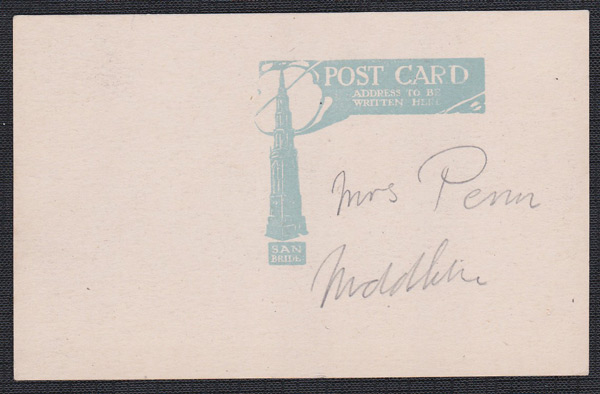 POST CARD
ADDRESS TO BE
WRITTEN HERE
Mrs Penn
SAN
BRIDE